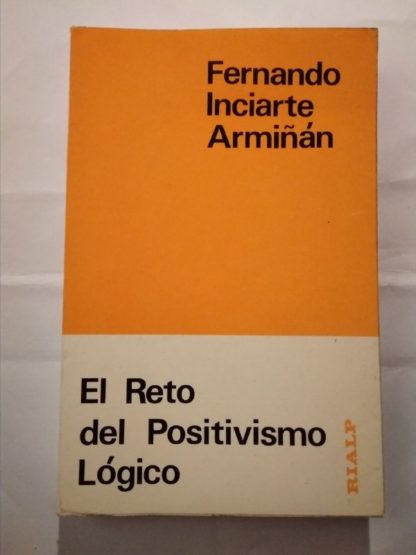 Fernando
Inciarte
Armiñán
El Reto
del Positivismo
Lógico
RIALP